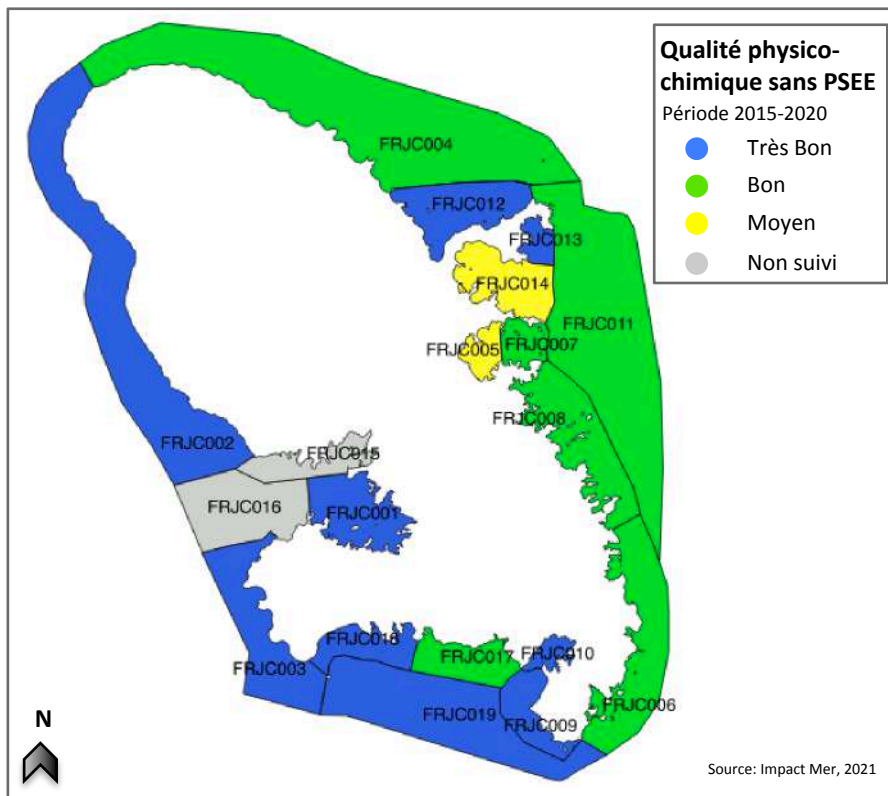 Qualité physico-
chimique sans PSEE
Période 2015-2020
Très Bon
Bon
Moyen
Non suivi
FRJC004
FRJC012
FRJC013
FRJC014
FRJC011
FRJC005
FRJC007
FRJC008
FRJC002
FRJC015
FRJC016
FRJC001
FRJC018
FRJC017
FRJC010
FRJC003
FRJC019
FRJC009
FRJC006
N
Source: Impact Mer, 2021